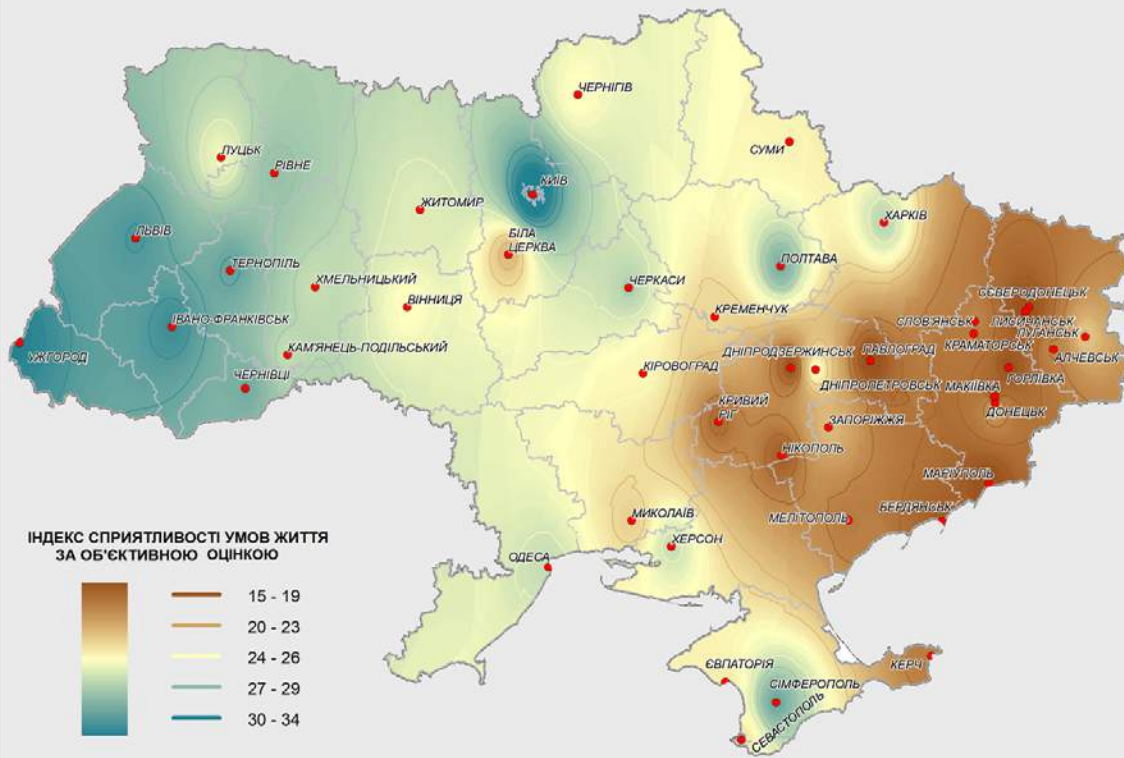 ЧЕРНІГІВ
СУМИ
ЛУЦЬК
РІВНЕ
КИЇВ
ЖИТОМИР
ХАРКІВ
ЛЬВІВ
БІЛА
ЦЕРКВА
ТЕРНОПІЛЬ
ПОЛТАВА
ХМЕЛЬНИЦЬКИЙ
ЧЕРКАСИ
ВІННИЦЯ
СЄВЕРОДОНЕЦЬК
ІВАНО-ФРАНКІВСЬК
КРЕМЕНЧУК
СЛОВ'ЯНСЬК
ЛИСИЧАНСЬК
ЛУГАНСЬК
КРАМАТОРСЬК
УЖГОРОД
КАМ'ЯНЕЦЬ-ПОДІЛЬСЬКИЙ
ДНІПРОДЗЕРЖИНСЬК
ПАВЛОГРАД
АЛЧЕВСЬК
КІРОВОГРАД
ЧЕРНІВЦІ
ДНІПРОПЕТРОВСЬК
ГОРЛІВКА
МАКІЇВКА
КРИВИЙ
РІГ
ДОНЕЦЬК
ЗАПОРІЖЖЯ
НІКОПОЛЬ
МАРІУПОЛЬ
БЕРДЯНСЬК
МИКОЛАЇВ
МЕЛІТОПОЛЬ
ХЕРСОН
ОДЕСА
ІНДЕКС СПРИЯТЛИВОСТІ УМОВ ЖИТТЯ
ЗА ОБ'ЄКТИВНОЮ ОЦІНКОЮ
15 - 19
20 - 23
24 - 26
27 - 29
30 - 34
ЄВПАТОРІЯ
КЕРЧ
СІМФЕРОПОЛЬ
СЕВАСТОПОЛЬ